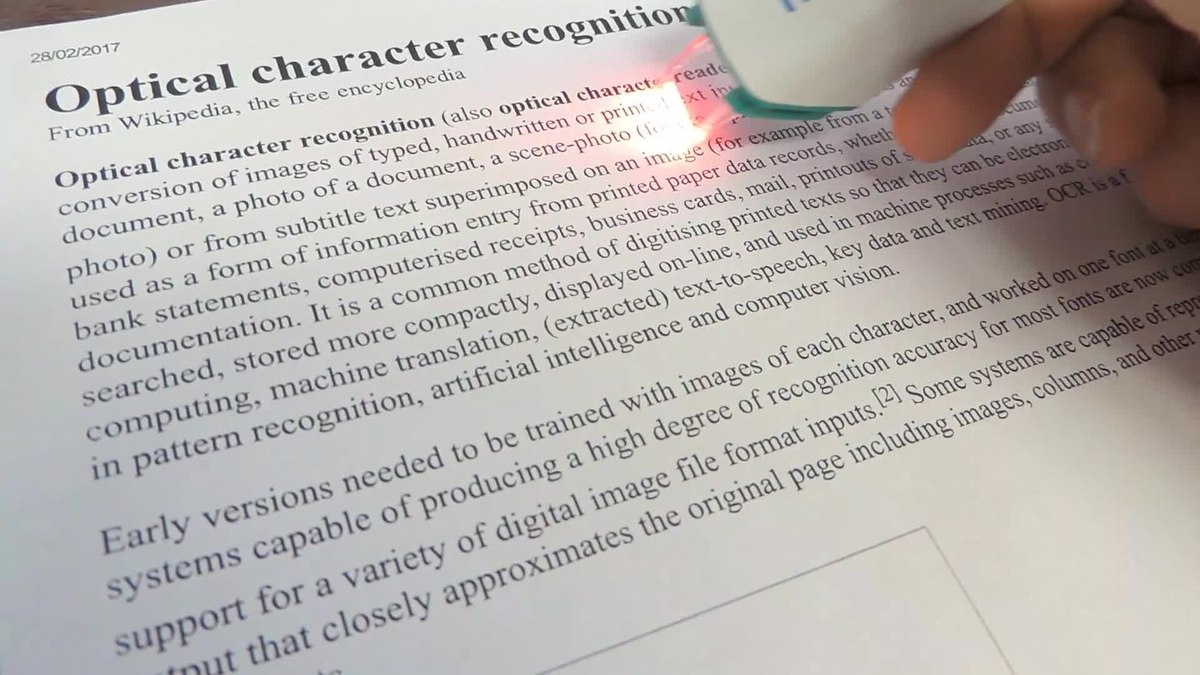 28/02/2017
Optical character recognition
From Wikipedia, the free encyclopedia
Optical character recognition (also optical character reade
conversion of images of typed, handwritten or printed text in
document, a photo of a document, a scene-photo (for
photo) or from subtitle text superimposed on an image (for example from a
used as a form of information entry from printed paper data records,
bank statements, computerised receipts, business cards, mail, printouts of or any
documentation. It is a common method of digitising printed texts so that they can be
searched, stored more compactly, displayed on-line, and used in machine processes such as
computing, machine translation, (extracted) text-to-speech, key data and text mining. OCR is a f
in pattern recognition, artificial intelligence and computer vision.
Early versions needed to be trained with images of each character, and worked on one font at a
systems capable of producing a high degree of recognition accuracy for most fonts are now
support for a variety of digital image file format inputs.[2] Some systems are capable of
tput that closely approximates the original page including images, columns, and other